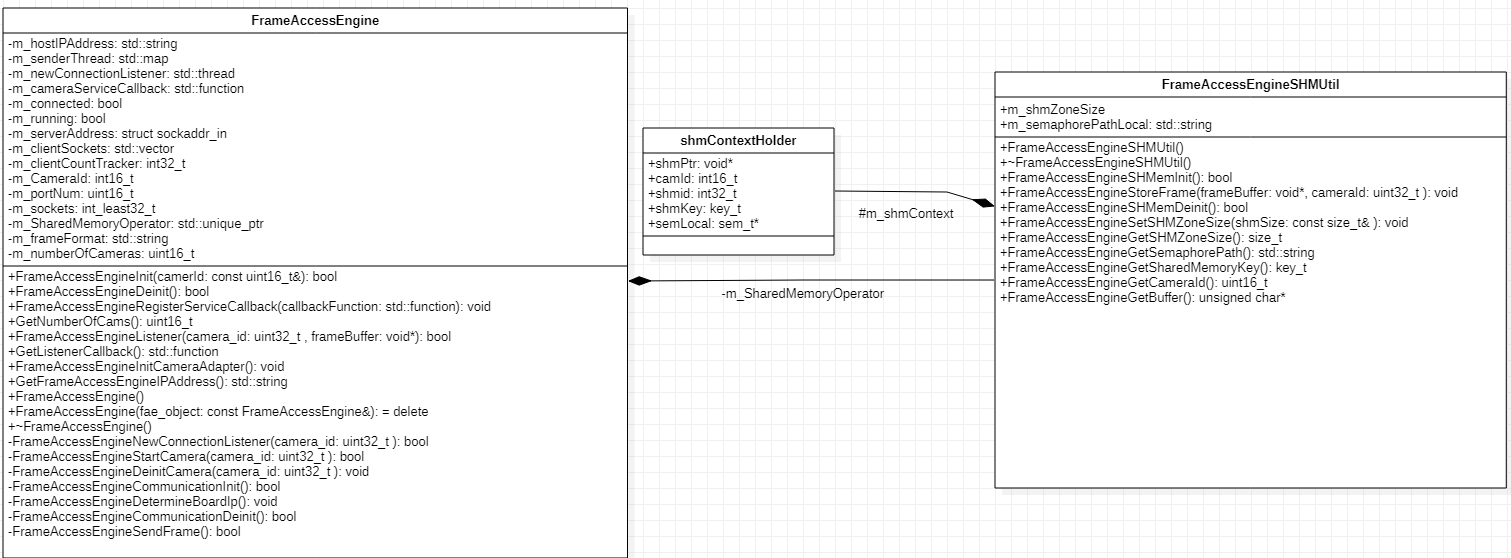 FrameAccessEngine
-m_hostIPAddress: std::string
-m_senderThread: std::map
-m_newConnectionListener: std::thread
-m_cameraServiceCallback: std::function
-m_connected: bool
-m_running: bool
-m_serverAddress: struct sockaddr_in
-m_clientSockets: std::vector
-m_clientCountTracker: int32_t
-m_CameraId: int16_t
-m_portNum: uint16_t
-m_sockets: int_least32_t
-m_SharedMemoryOperator: std::unique_ptr
-m_frameFormat: std::string
-m_numberOfCameras: uint16_t
+FrameAccessEngineInit(camerId: const uint16_t&): bool
+FrameAccessEngineDeinit(): bool
+FrameAccessEngineRegisterServiceCallback(callbackFunction: std::function): void
+GetNumberOfCams(): uint16_t
+FrameAccessEngineListener(camera_id: uint32_t , frameBuffer: void*): bool
+GetListenerCallback(): std::function
+FrameAccessEngineInitCameraAdapter(): void
+GetFrameAccessEngineIPAddress(): std::string
+FrameAccessEngine()
+FrameAccessEngine(fae_object: const FrameAccessEngine&): = delete
+~FrameAccessEngine()
-FrameAccessEngineNewConnectionListener(camera_id: uint32_t ): bool
-FrameAccessEngineStartCamera(camera_id: uint32_t ): bool
-FrameAccessEngineDeinitCamera(camera_id: uint32_t ): void
-FrameAccessEngineCommunicationInit(): bool
-FrameAccessEngineDetermineBoardIp(): void
-FrameAccessEngineCommunicationDeinit(): bool
-FrameAccessEngineSendFrame(): bool
shmContextHolder
+shmPtr: void*
+camId: int16_t
+shmid: int32_t
+shmKey: key_t
+semLocal: sem_t*
#m_shmContext
-m_SharedMemoryOperator
FrameAccessEngineSHMUtil
+m_shmZoneSize
+m_semaphorePathLocal: std::string
+FrameAccessEngineSHMUtil()
+~FrameAccessEngineSHMUtil()
+FrameAccessEngineSHMemInit(): bool
+FrameAccessEngineStoreFrame(frameBuffer: void*, cameraId: uint32_t ): void
+FrameAccessEngineSHMemDeinit(): bool
+FrameAccessEngineSetSHMZoneSize(shmSize: const size_t& ): void
+FrameAccessEngineGetSHMZoneSize(): size_t
+FrameAccessEngineGetSemaphorePath(): std::string
+FrameAccessEngineGetSharedMemoryKey(): key_t
+FrameAccessEngineGetCameraId(): uint16_t
+FrameAccessEngineGetBuffer(): unsigned char*